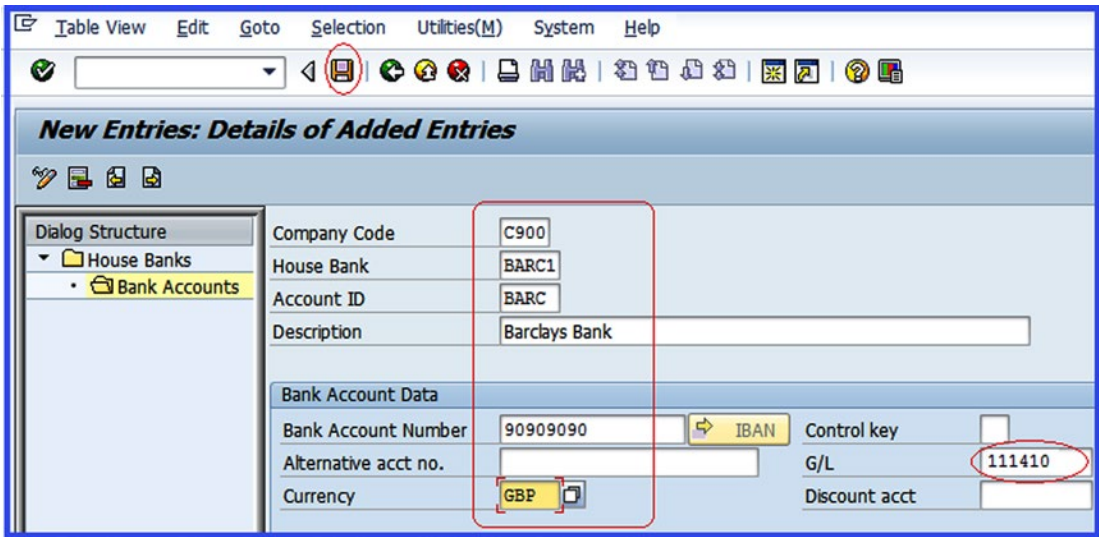 Table View Edit Goto Selection Utilities(M) System Help
New Entries: Details of Added Entries
Dialog Structure
House Banks
Bank Accounts
Company Code C900
House Bank BARC1
Account ID BARC
Description Barclays Bank
Bank Account Data
Bank Account Number 90909090 IBAN Control key
Alternative acct no. G/L 111410
Currency GBP Discount acct